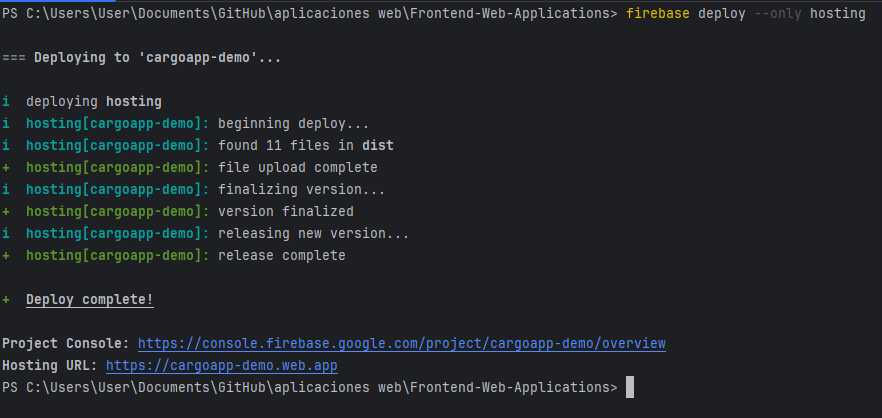 PS C:\Users\User\Documents\GitHub\aplicaciones web\Frontend-Web-Applications> firebase deploy --only hosting
=== Deploying to 'cargoapp-demo'...
i  deploying hosting
i  hosting[cargoapp-demo]: beginning deploy...
i  hosting[cargoapp-demo]: found 11 files in dist
+  hosting[cargoapp-demo]: file upload complete
i  hosting[cargoapp-demo]: finalizing version...
+  hosting[cargoapp-demo]: version finalized
i  hosting[cargoapp-demo]: releasing new version...
+  hosting[cargoapp-demo]: release complete
+  Deploy complete!
Project Console: https://console.firebase.google.com/project/cargoapp-demo/overview
Hosting URL: https://cargoapp-demo.web.app
PS C:\Users\User\Documents\GitHub\aplicaciones web\Frontend-Web-Applications>